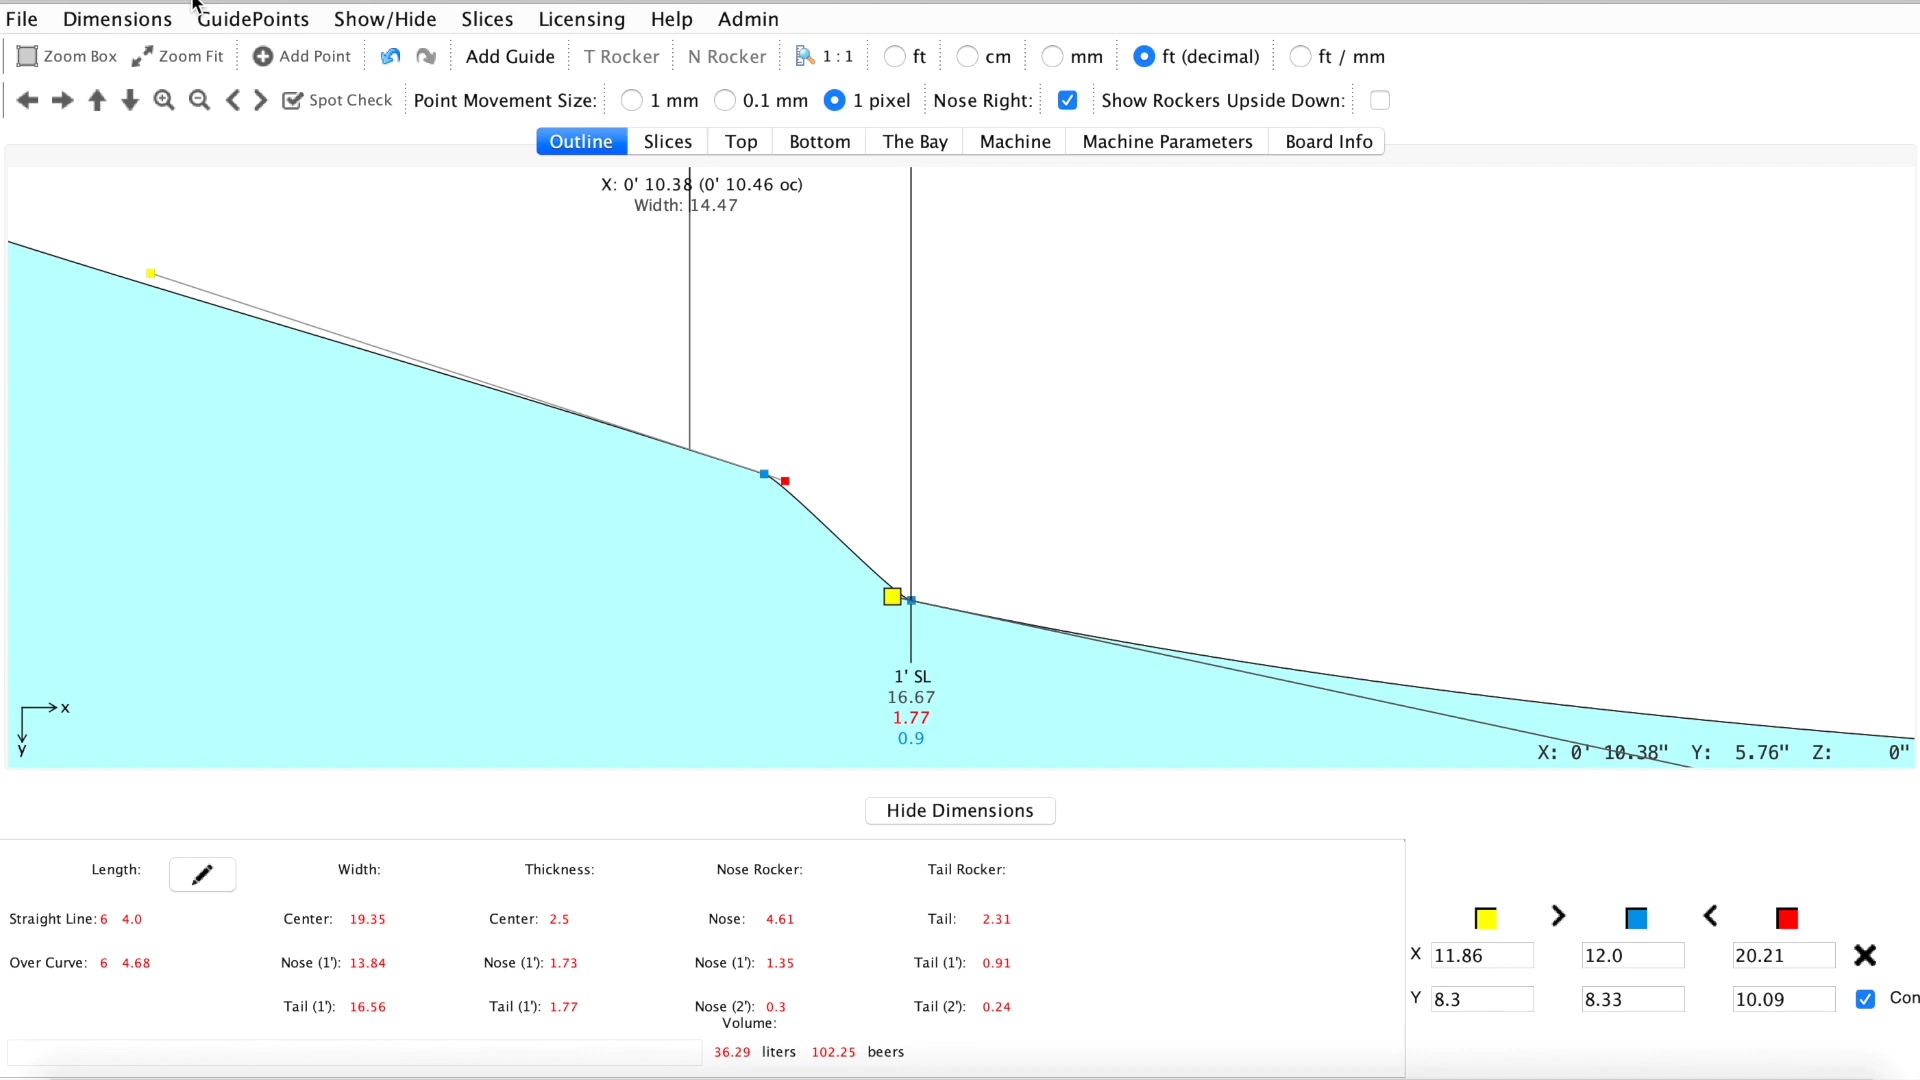 File Dimensions GuidePoints Show/Hide Slices Licensing Help Admin
Zoom Box Zoom Fit Add Point Add Guide T Rocker N Rocker 1 : 1 ft cm mm ft (decimal) ft / mm
Spot Check Point Movement Size: 1 mm 0.1 mm 1 pixel Nose Right: Show Rockers Upside Down:
Outline Slices Top Bottom The Bay Machine Machine Parameters Board Info
X: 0' 10.38 (0' 10.46 oc)
Width: 14.47
1' SL
16.67
1.77
0.9
x
y
X: 0' 10.38" Y: 5.76" Z: 0"
Hide Dimensions
Length: Width: Thickness: Nose Rocker: Tail Rocker:
Straight Line: 6 4.0 Center: 19.35 Center: 2.5 Nose: 4.61 Tail: 2.31
Over Curve: 6 4.68 Nose (1'): 13.84 Nose (1'): 1.73 Nose (1'): 1.35 Tail (1'): 0.91
Tail (1'): 16.56 Tail (1'): 1.77 Nose (2'): 0.3 Tail (2'): 0.24
Volume:
36.29 liters 102.25 beers
X 11.86 12.0 20.21
Y 8.3 8.33 10.09 Con